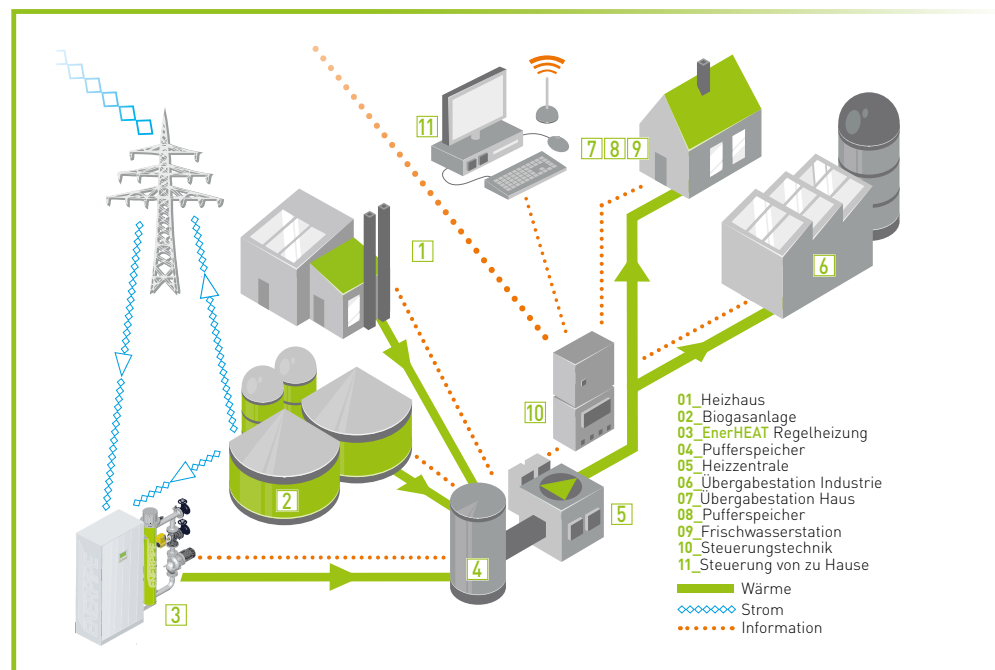 11
7 8 9
1
6
10
2
5
4
3
01_Heizhaus
02_Biogasanlage
03_EnerHEAT Regelheizung
04_Pufferspeicher
05_Heizzentrale
06_Übergabestation Industrie
07_Übergabestation Haus
08_Pufferspeicher
09_Frischwasserstation
10_Steuerungstechnik
11_Steuerung von zu Hause
Wärme
Strom
Information